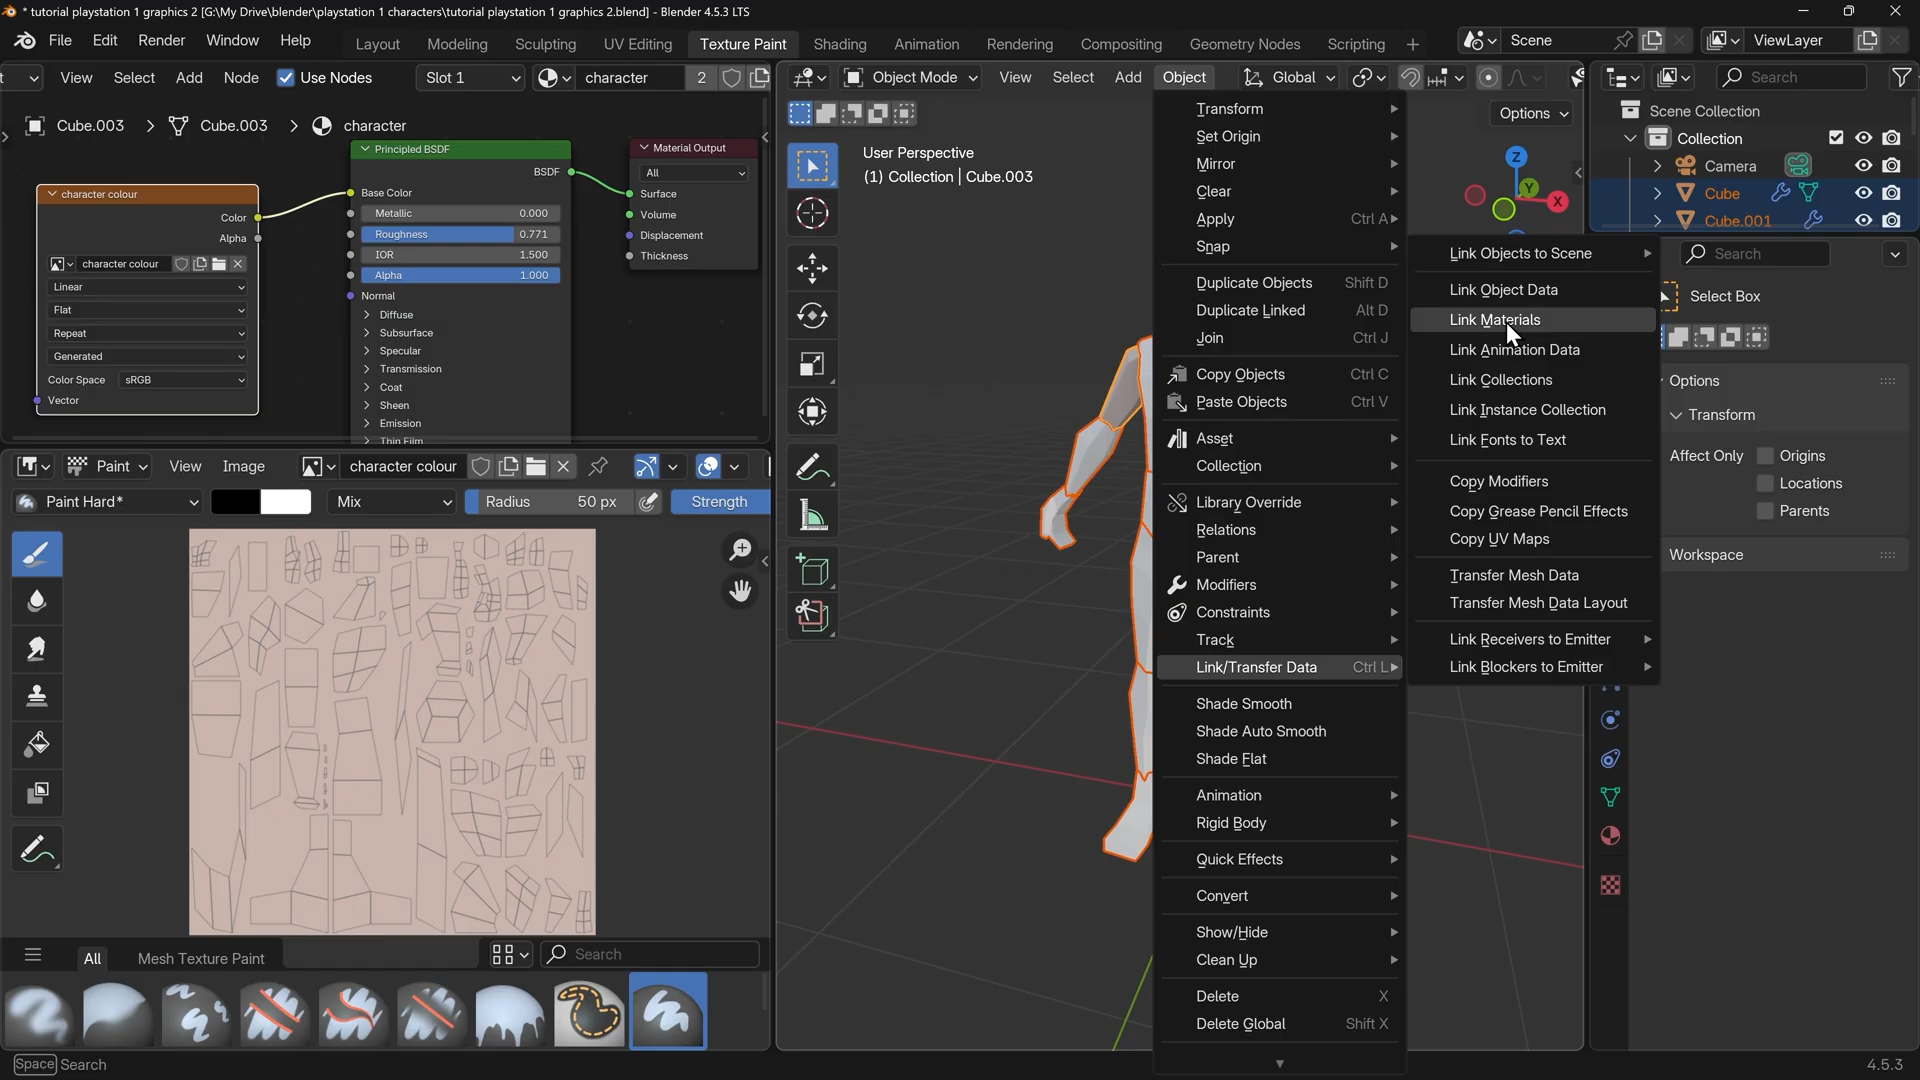 * tutorial playstation 1 graphics 2 [G:\My Drive\blender\playstation 1 characters\tutorial playstation 1 graphics 2.blend] - Blender 4.5.3 LTS
File Edit Render Window Help Layout Modeling Sculpting UV Editing Texture Paint Shading Animation Rendering Compositing Geometry Nodes Scripting + Scene ViewLayer
View Select Add Node Use Nodes Slot 1 character 2 Object Mode View Select Add Object Global Search
Cube.003 > Cube.003 > character
Options
Scene Collection
Collection
Camera
Cube
Cube.001
User Perspective
(1) Collection | Cube.003
Z
Y
X
character colour
Color
Alpha
character colour
Linear
Flat
Repeat
Generated
Color Space sRGB
Vector
Principled BSDF
BSDF
Base Color
Metallic 0.000
Roughness 0.771
IOR 1.500
Alpha 1.000
Normal
Diffuse
Subsurface
Specular
Transmission
Coat
Sheen
Emission
Thin Film
Material Output
All
Surface
Volume
Displacement
Thickness
Transform
Set Origin
Mirror
Clear
Apply Ctrl A
Snap
Duplicate Objects Shift D
Duplicate Linked Alt D
Join Ctrl J
Copy Objects Ctrl C
Paste Objects Ctrl V
Asset
Collection
Library Override
Relations
Parent
Modifiers
Constraints
Track
Link/Transfer Data Ctrl L
Shade Smooth
Shade Auto Smooth
Shade Flat
Animation
Rigid Body
Quick Effects
Convert
Show/Hide
Clean Up
Delete X
Delete Global Shift X
Link Objects to Scene
Link Object Data
Link Materials
Link Animation Data
Link Collections
Link Instance Collection
Link Fonts to Text
Copy Modifiers
Copy Grease Pencil Effects
Copy UV Maps
Transfer Mesh Data
Transfer Mesh Data Layout
Link Receivers to Emitter
Link Blockers to Emitter
Search
Select Box
Options
Transform
Affect Only Origins
Locations
Parents
Workspace
Paint View Image character colour
Paint Hard* Mix Radius 50 px Strength
All Mesh Texture Paint Search
Space Search
4.5.3